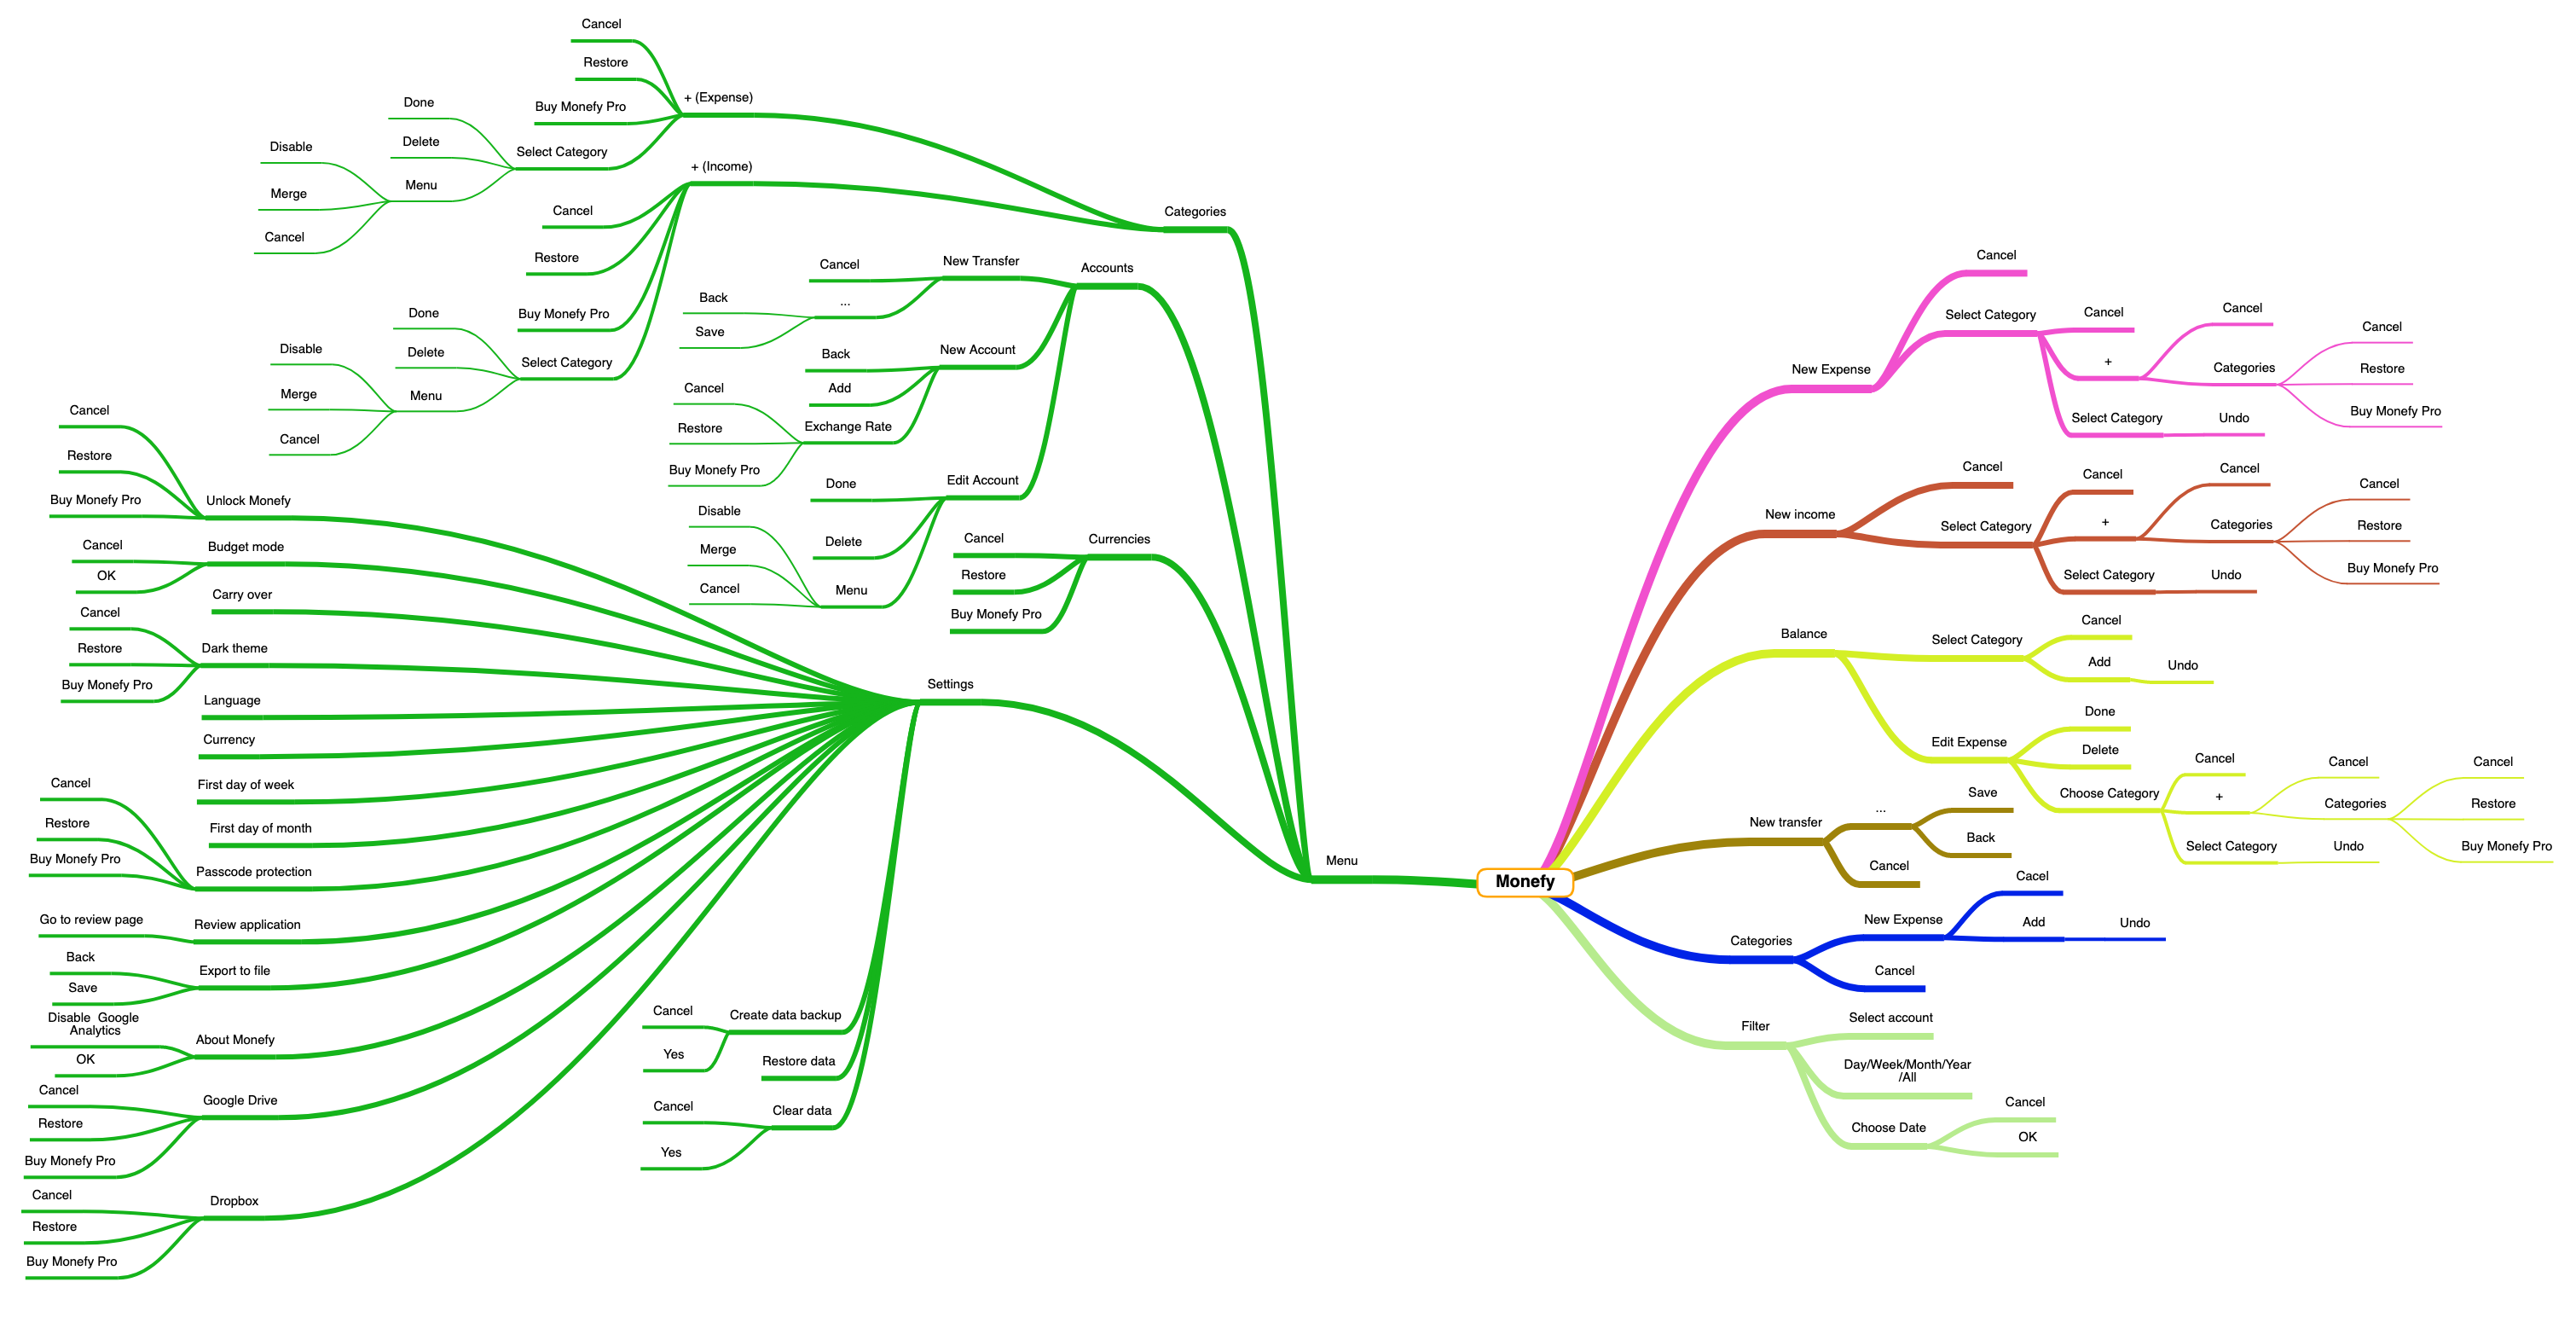 Monefy
Menu
Categories
+ (Expense)
Cancel
Restore
Buy Monefy Pro
Select Category
Done
Delete
Menu
Disable
Merge
Cancel
+ (Income)
Cancel
Restore
Buy Monefy Pro
Select Category
Done
Delete
Menu
Disable
Merge
Cancel
Accounts
New Transfer
Cancel
...
Back
Save
New Account
Back
Add
Exchange Rate
Cancel
Restore
Buy Monefy Pro
Edit Account
Done
Delete
Menu
Disable
Merge
Cancel
Currencies
Cancel
Restore
Buy Monefy Pro
Settings
Unlock Monefy
Cancel
Restore
Buy Monefy Pro
Budget mode
Cancel
OK
Carry over
Dark theme
Cancel
Restore
Buy Monefy Pro
Language
Currency
First day of week
First day of month
Passcode protection
Cancel
Restore
Buy Monefy Pro
Review application
Go to review page
Export to file
Back
Save
About Monefy
Disable  Google
Analytics
OK
Google Drive
Cancel
Restore
Buy Monefy Pro
Dropbox
Cancel
Restore
Buy Monefy Pro
Create data backup
Cancel
Yes
Restore data
Clear data
Cancel
Yes
New Expense
Cancel
Select Category
Cancel
+
Cancel
Categories
Cancel
Restore
Buy Monefy Pro
Select Category
Undo
New income
Cancel
Select Category
Cancel
+
Cancel
Categories
Cancel
Restore
Buy Monefy Pro
Select Category
Undo
Balance
Select Category
Cancel
Add
Undo
Edit Expense
Done
Delete
Choose Category
Cancel
+
Cancel
Categories
Cancel
Restore
Buy Monefy Pro
Select Category
Undo
New transfer
...
Save
Back
Cancel
Categories
New Expense
Cacel
Add
Undo
Cancel
Filter
Select account
Day/Week/Month/Year
/All
Choose Date
Cancel
OK